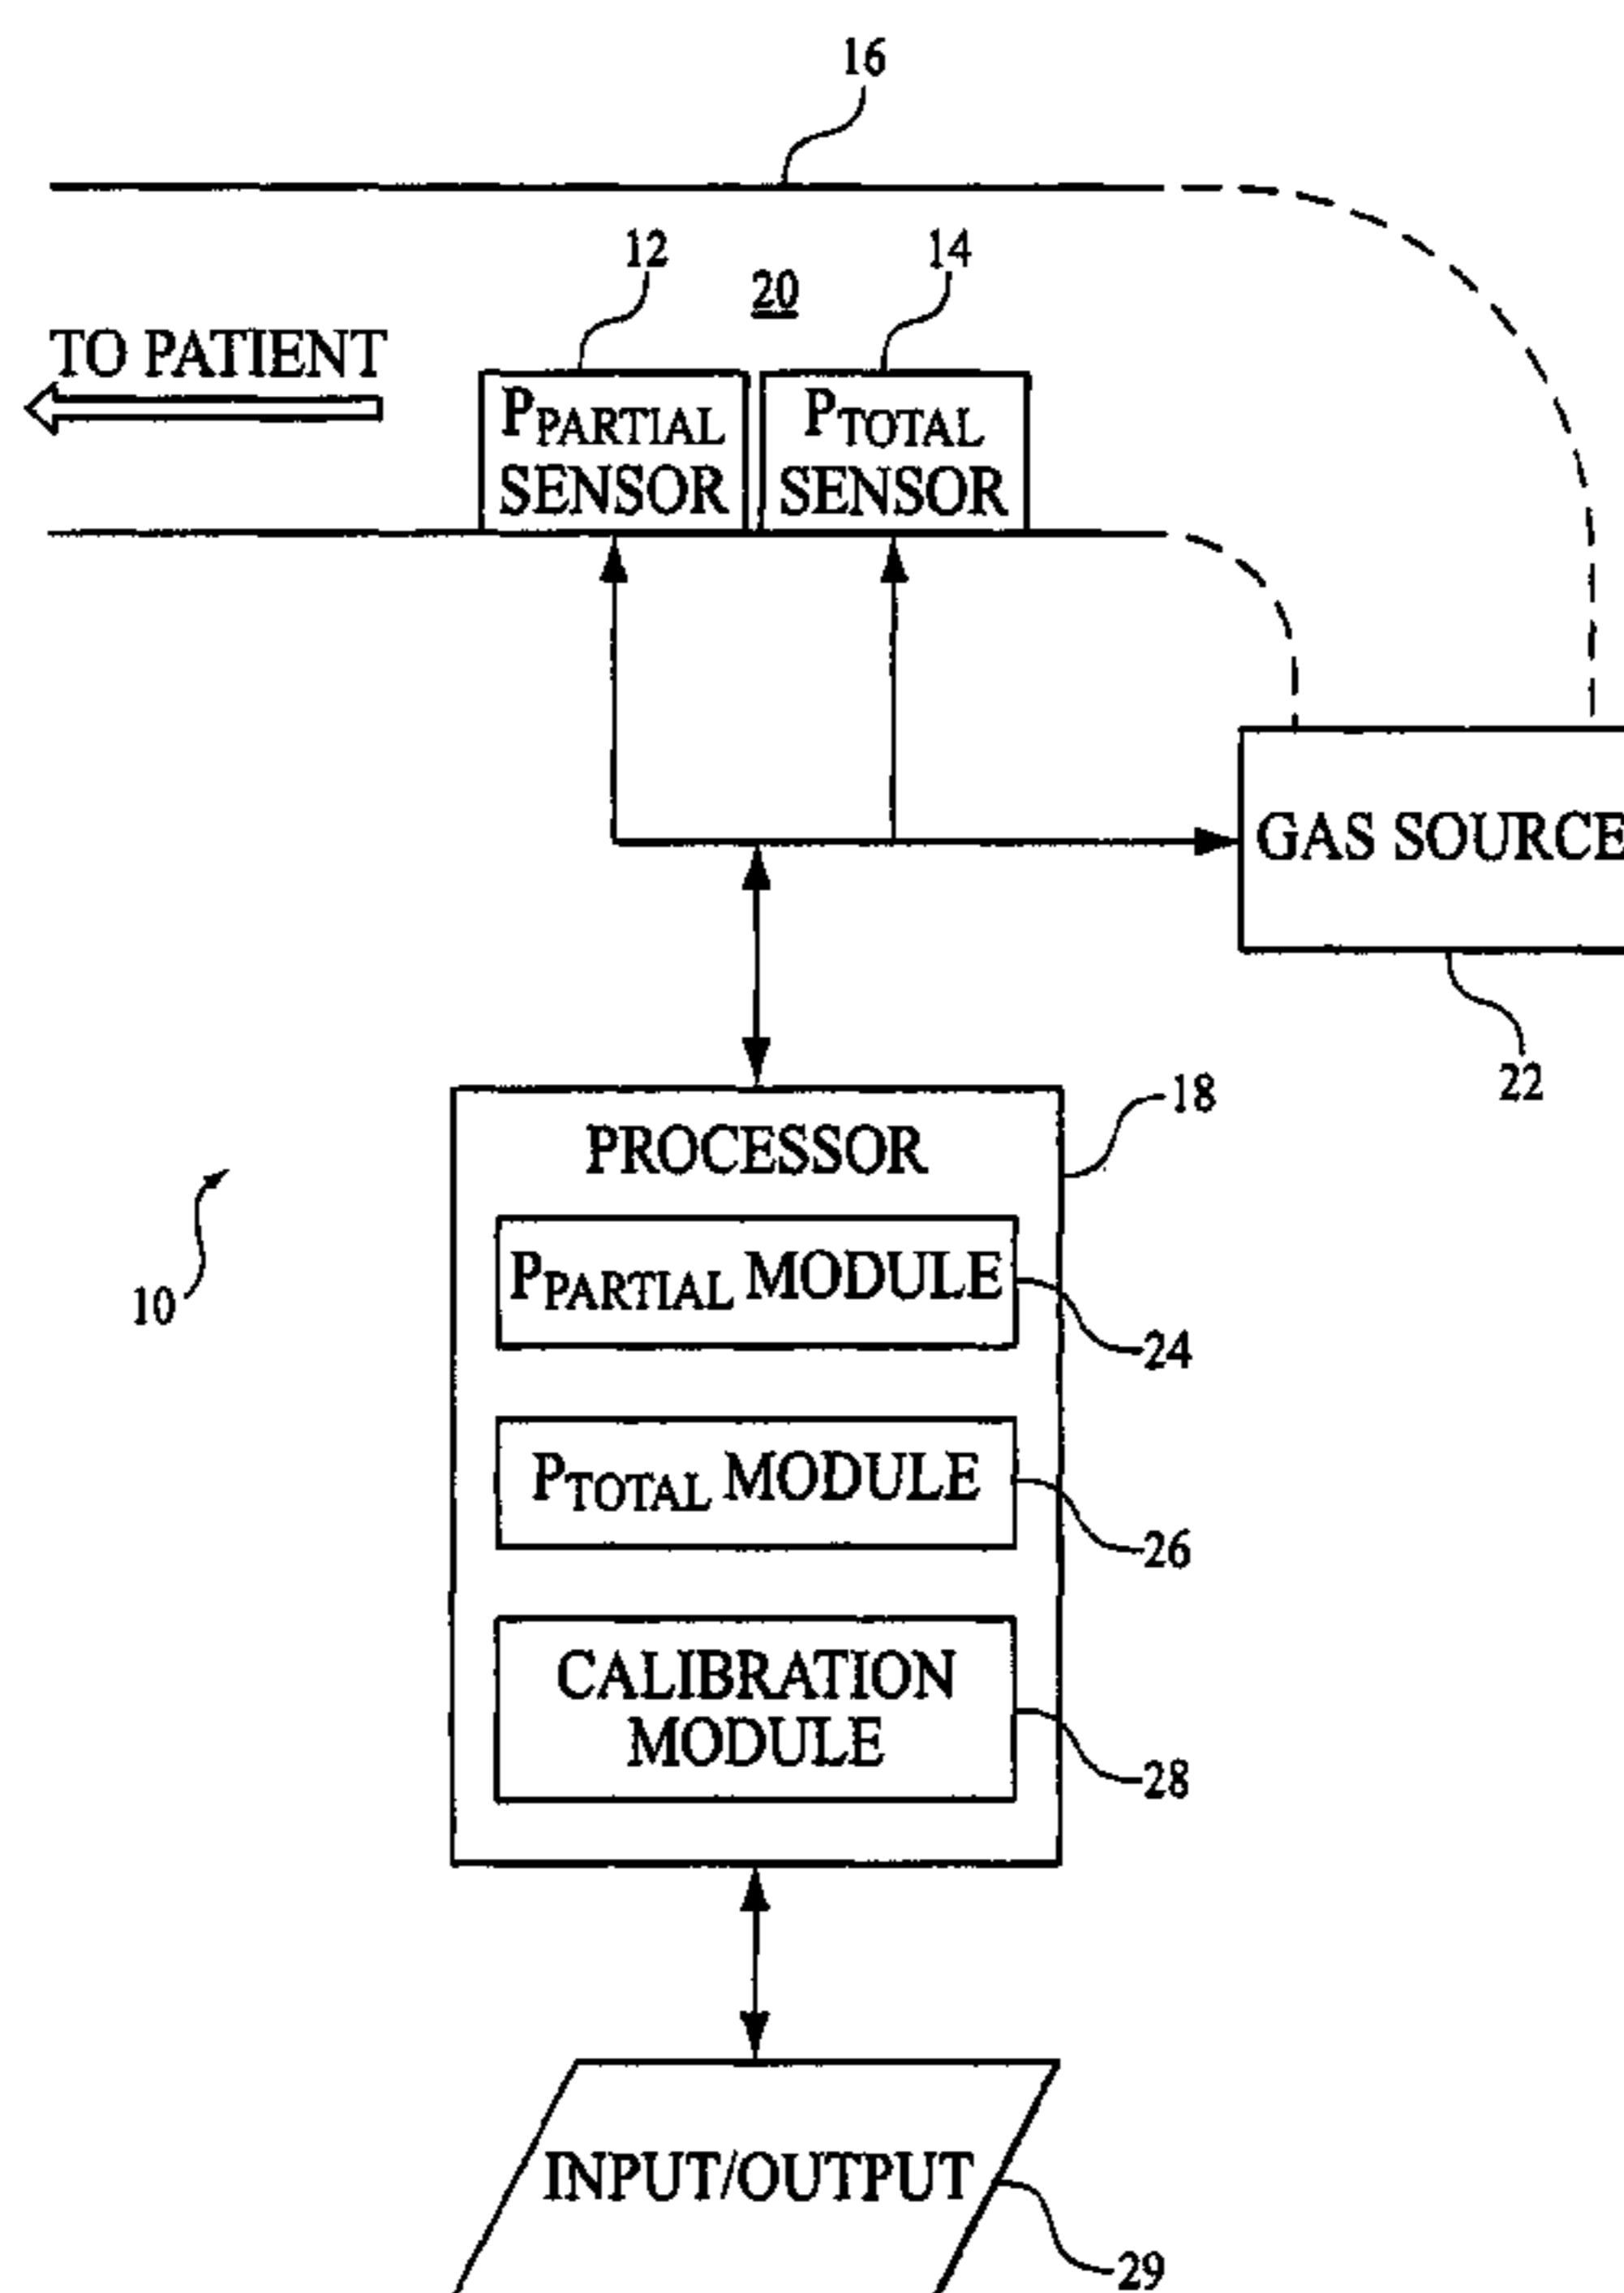 16
12
20
14
TO PATIENT
PPARTIAL
SENSOR
PTOTAL
SENSOR
GAS SOURCE
22
PROCESSOR
18
10
PPARTIAL MODULE
24
PTOTAL MODULE
26
CALIBRATION
MODULE
28
INPUT/OUTPUT
29